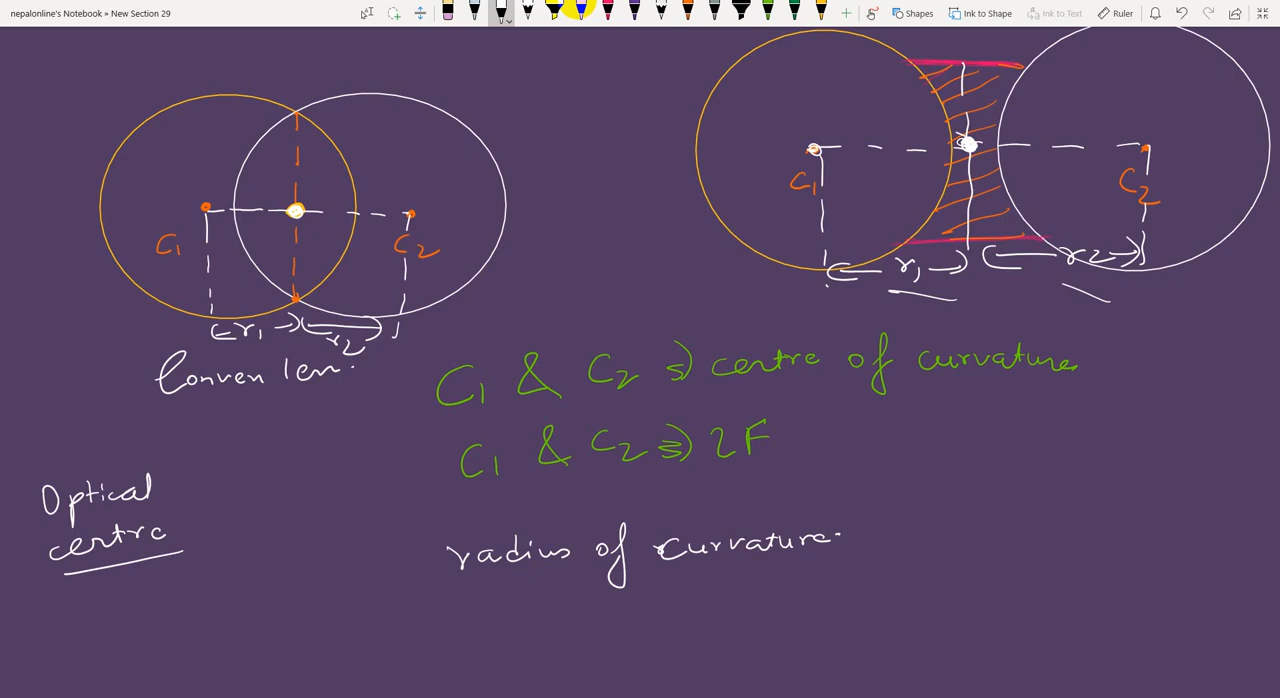 nepalonline's Notebook » New Section 29
Shapes
Ink to Shape
Ink to Text
Ruler
C1
C2
r1
r2
Convex lens.
C1
C2
r1
r2
C1 & C2 ⇒ centre of curvature
C1 & C2 ⇒ 2F
Optical
centre
radius of curvature.